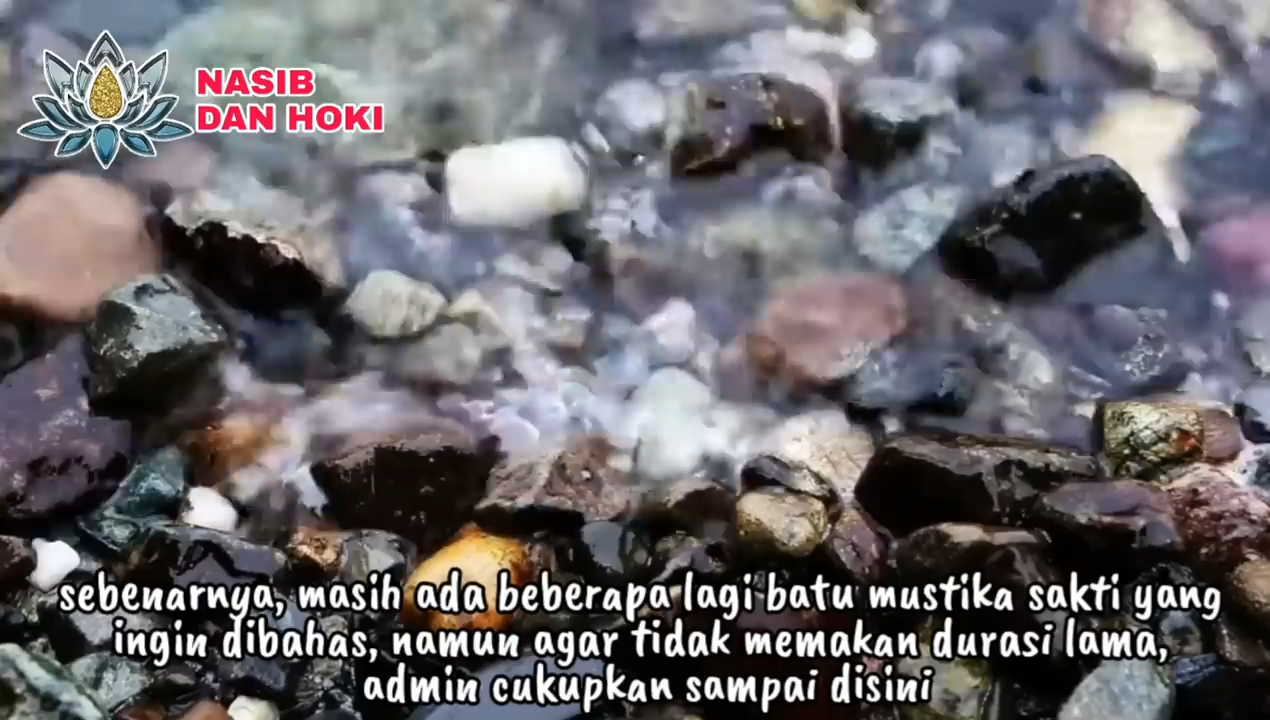 NASIB
DAN HOKI
sebenarnya, masih ada beberapa lagi batu mustika sakti yang
ingin dibahas, namun agar tidak memakan durasi lama,
admin cukupkan sampai disini